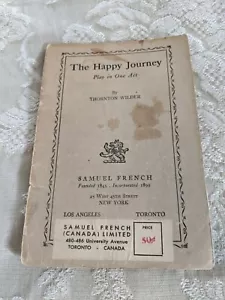 The Happy Journey
Play in One Act
By
THORNTON WILDER
SAMUEL FRENCH
Founded 1830 Incorporated 1899
25 West 45th Street
NEW YORK
LOS ANGELES TORONTO
SAMUEL FRENCH
(CANADA) LIMITED
480-486 University Avenue
TORONTO - CANADA
PRICE
50¢